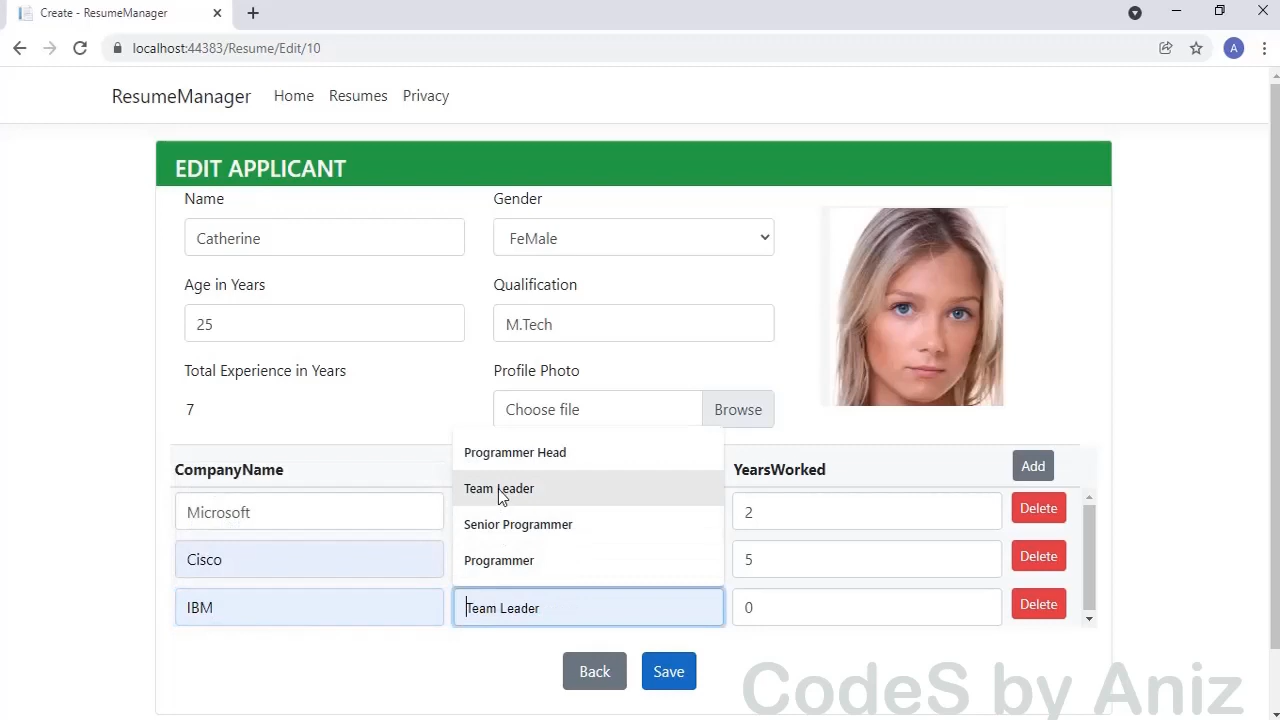 Create - ResumeManager
localhost:44383/Resume/Edit/10
A
ResumeManager Home Resumes Privacy
EDIT APPLICANT
Name Gender
Catherine FeMale
Age in Years Qualification
25 M.Tech
Total Experience in Years Profile Photo
7 Choose file Browse
Programmer Head
CompanyName YearsWorked Add
Team Leader
Microsoft 2 Delete
Senior Programmer
Cisco 5 Delete
Programmer
IBM Team Leader 0 Delete
Back Save
CodeS by Aniz